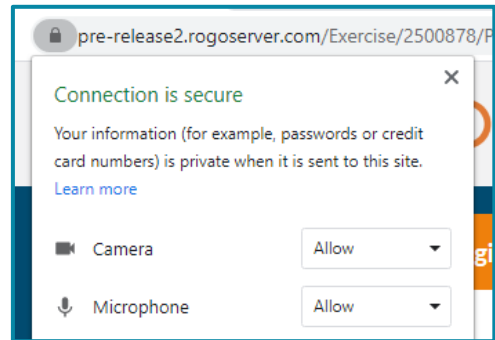 pre-release2.rogoserver.com/Exercise/2500878/P
Connection is secure
Your information (for example, passwords or credit
card numbers) is private when it is sent to this site.
Learn more
Camera Allow
gi
Microphone Allow